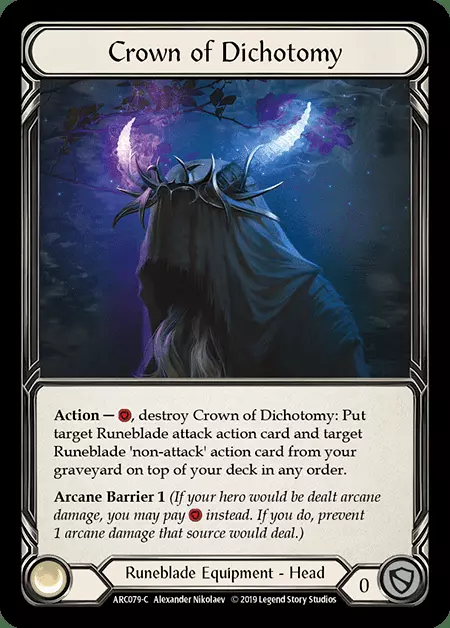 Crown of Dichotomy
Action — , destroy Crown of Dichotomy: Put
target Runeblade attack action card and target
Runeblade 'non-attack' action card from your
graveyard on top of your deck in any order.
Arcane Barrier 1 (If your hero would be dealt arcane
damage, you may pay instead. If you do, prevent
1 arcane damage that source would deal.)
Runeblade Equipment - Head
0
ARC079-C Alexander Nikolaev © 2019 Legend Story Studios